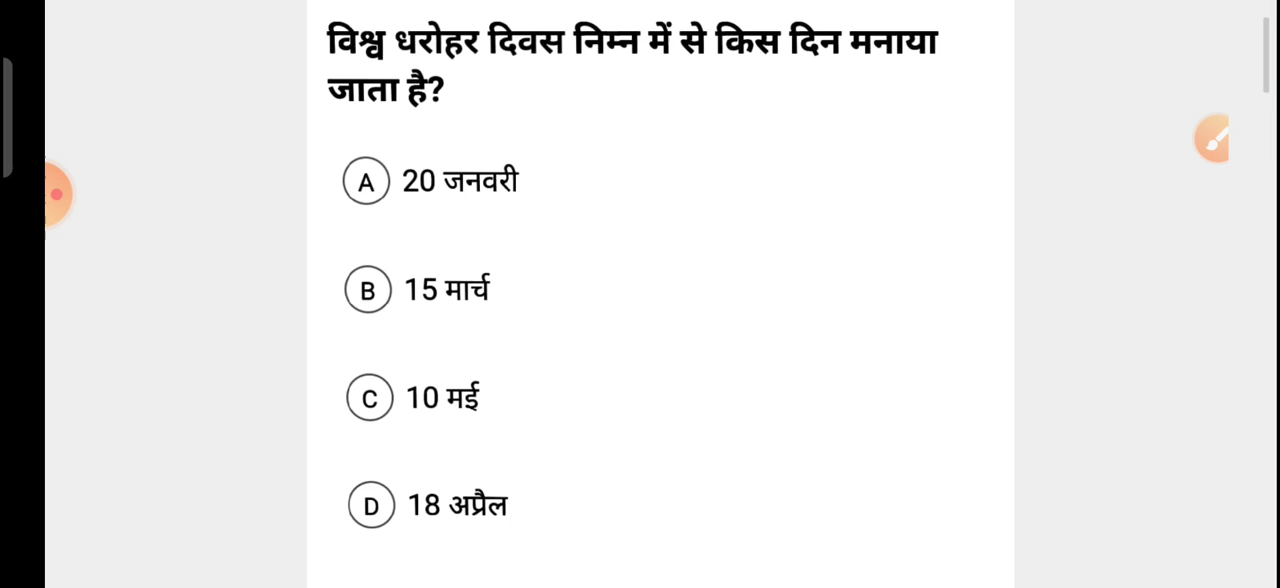 विश्व धरोहर दिवस निम्न में से किस दिन मनाया
जाता है?
A 20 जनवरी
B 15 मार्च
C 10 मई
D 18 अप्रैल